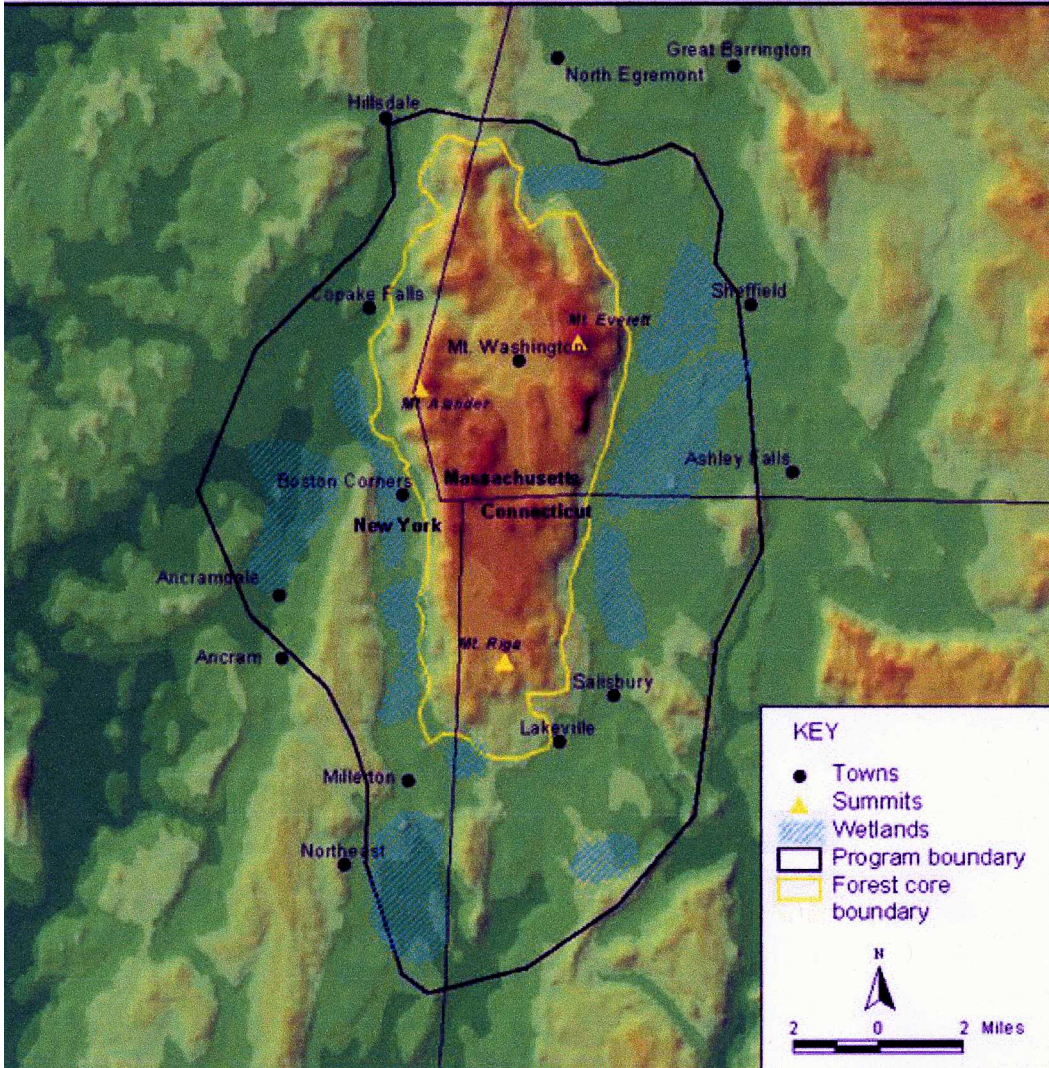 Great Barrington
North Egremont
Hillsdale
Copake Falls
Sheffield
Mt. Everett
Mt. Washington
Mt. Alander
Ashley Falls
Massachusetts
Boston Corners
Connecticut
New York
Ancramdale
Mt. Riga
Ancram
Salisbury
Lakeville
Millerton
Northeast
KEY
Towns
Summits
Wetlands
Program boundary
Forest core
boundary
N
2 0 2 Miles